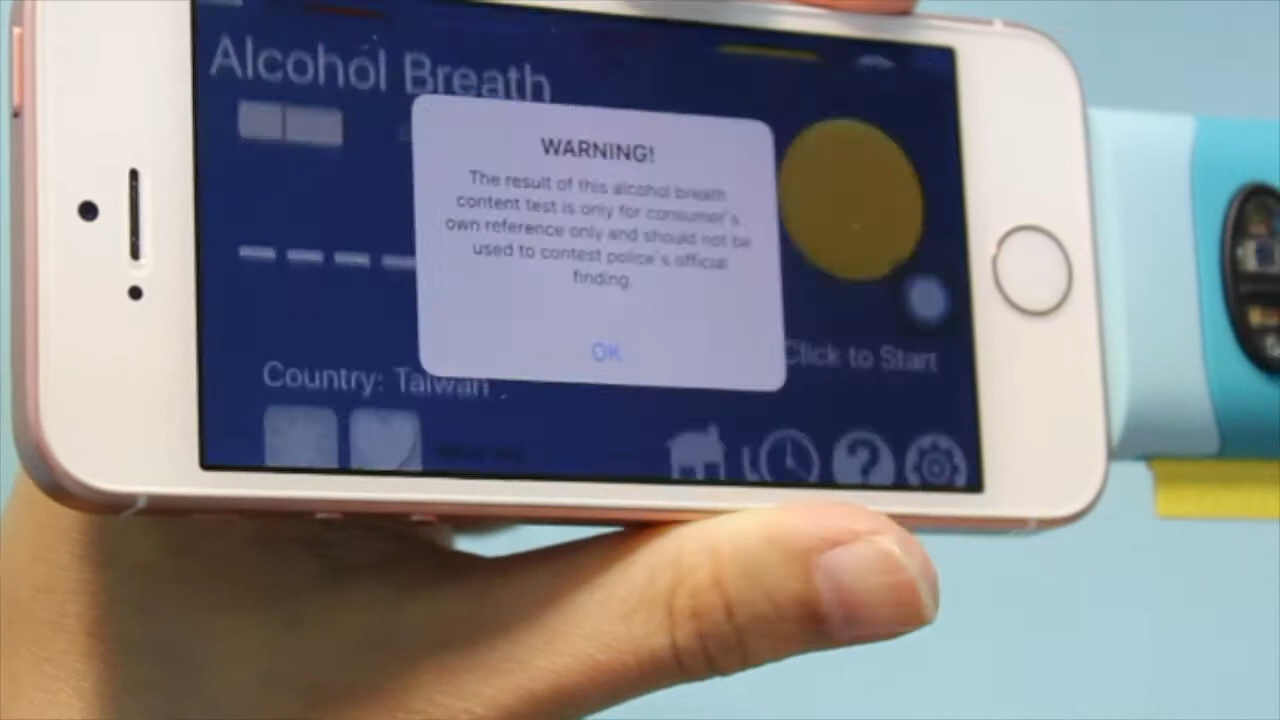 Alcohol Breath
WARNING!
The result of this alcohol breath
content test is only for consumer's
own reference only and should not be
used to contest police's official
finding.
OK
Click to Start
Country: Taiwan
?